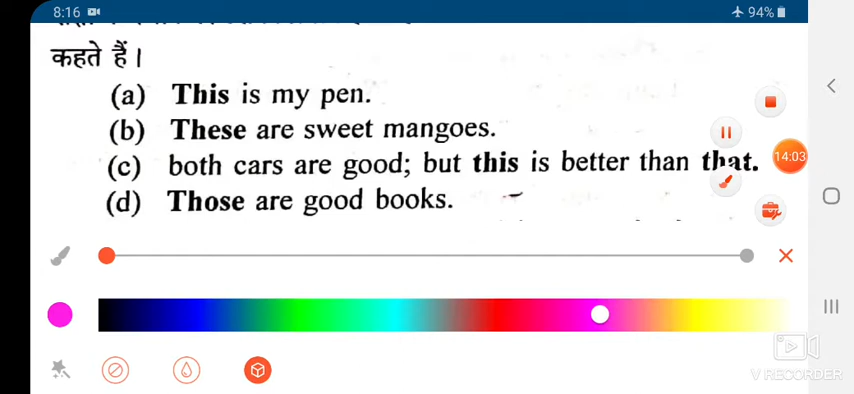 8:16
94%
कहते हैं।
(a) This is my pen.
(b) These are sweet mangoes.
(c) both cars are good; but this is better than that.
14:03
(d) Those are good books.
V RECORDER